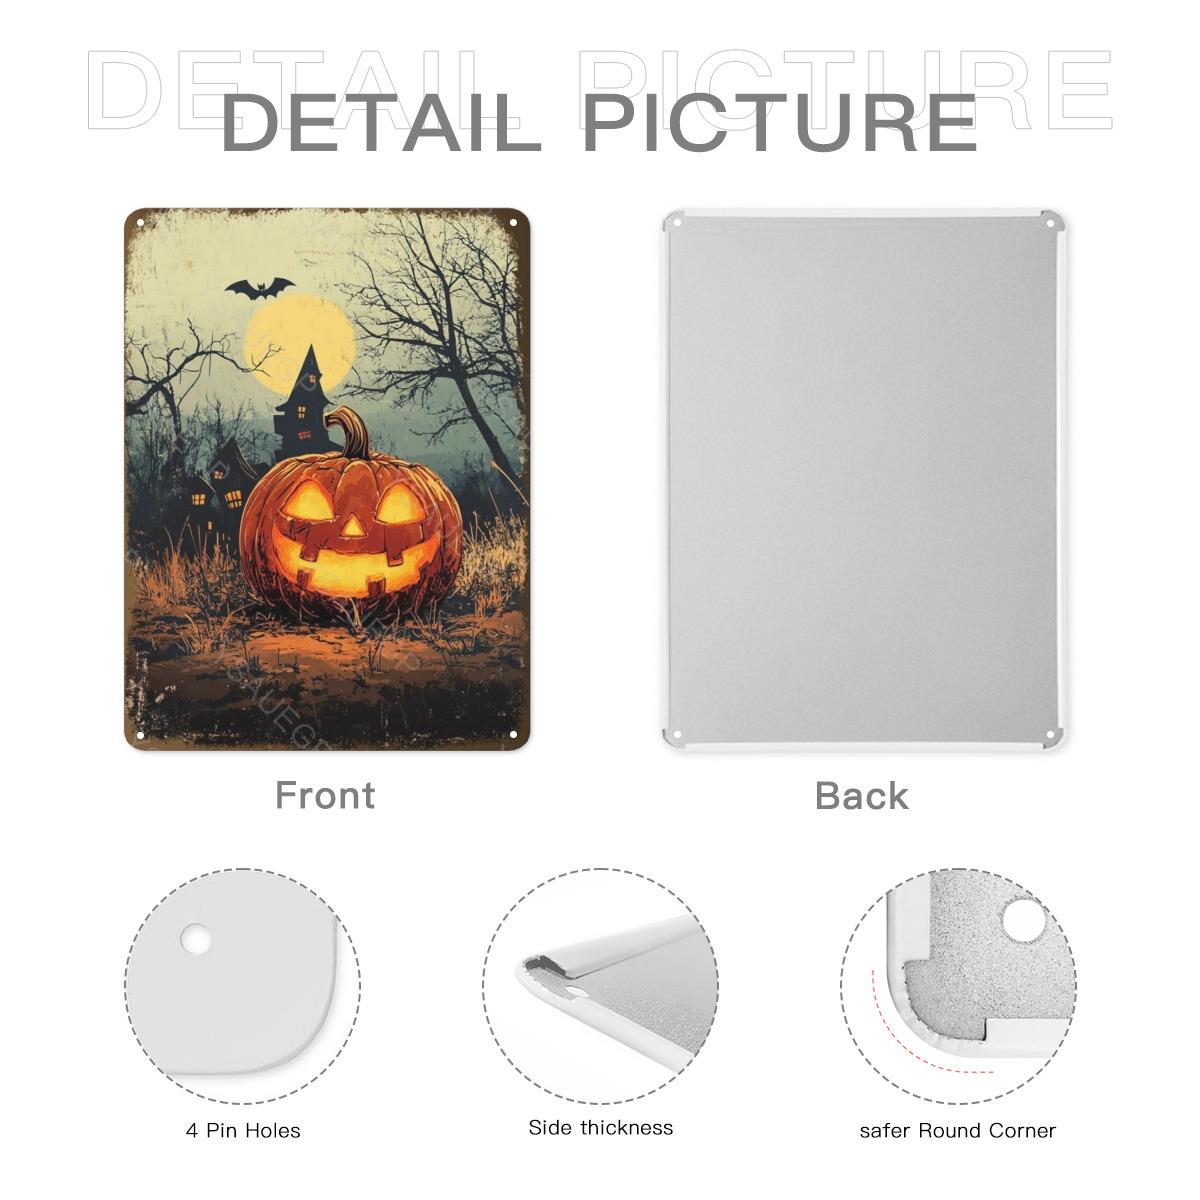 DETAIL PICTURE
DETAIL PICTURE
Front
Back
4 Pin Holes
Side thickness
safer Round Corner